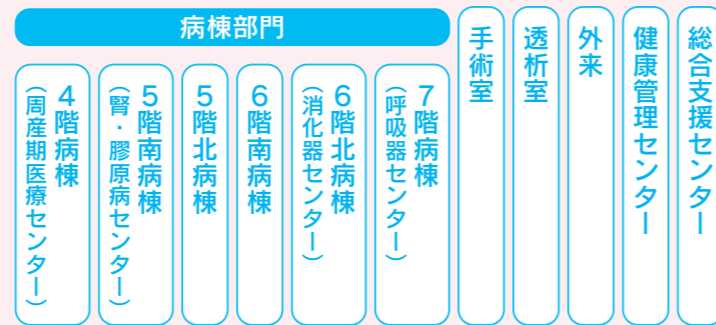 病棟部門
4階病棟
(周産期医療センター)
5階南病棟
(腎・膠原病センター)
5階北病棟
6階南病棟
6階北病棟
(消化器センター)
7階病棟
(呼吸器センター)
手術室
透析室
外来
健康管理センター
総合支援センター